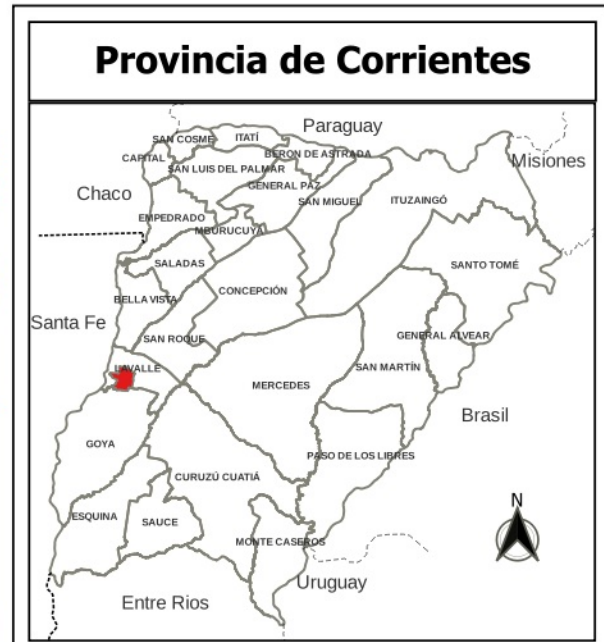 Provincia de Corrientes
Paraguay
SAN COSME
ITATÍ
CAPITAL
BERON DE ASTRADA
Misiones
SAN LUIS DEL PALMAR
GENERAL PAZ
Chaco
SAN MIGUEL
ITUZAINGÓ
EMPEDRADO
MBURUCUYA
SALADAS
SANTO TOMÉ
CONCEPCIÓN
BELLA VISTA
Santa Fe
SAN ROQUE
GENERAL ALVEAR
LAVALLE
SAN MARTÍN
MERCEDES
Brasil
GOYA
PASO DE LOS LIBRES
CURUZÚ CUATIÁ
N
ESQUINA
SAUCE
MONTE CASEROS
Uruguay
Entre Rios